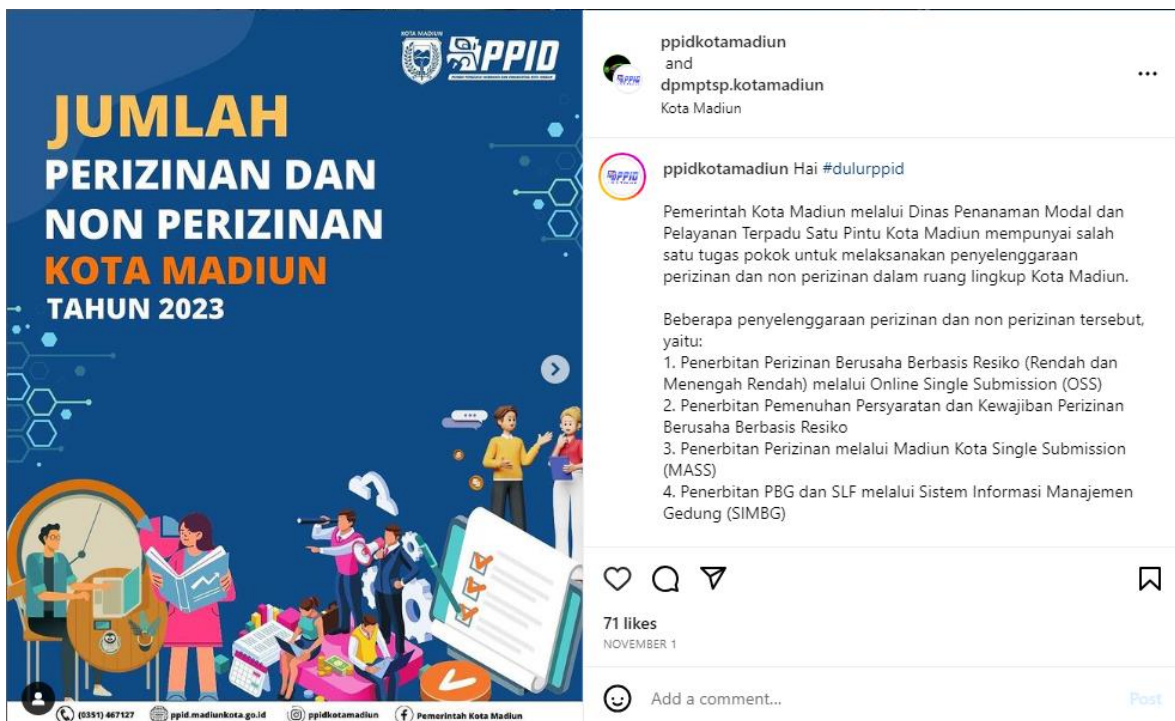 KOTA MADIUN
PPID
JUMLAH
PERIZINAN DAN
NON PERIZINAN
KOTA MADIUN
TAHUN 2023
(0351) 467127
ppid.madiunkota.go.id
ppidkotamadiun
Pemerintah Kota Madiun
ppidkotamadiun
and
dpmptsp.kotamadiun
Kota Madiun
PPID
ppidkotamadiun Hai #dulurppid
Pemerintah Kota Madiun melalui Dinas Penanaman Modal dan
Pelayanan Terpadu Satu Pintu Kota Madiun mempunyai salah
satu tugas pokok untuk melaksanakan penyelenggaraan
perizinan dan non perizinan dalam ruang lingkup Kota Madiun.
Beberapa penyelenggaraan perizinan dan non perizinan tersebut,
yaitu:
1. Penerbitan Perizinan Berusaha Berbasis Resiko (Rendah dan
Menengah Rendah) melalui Online Single Submission (OSS)
2. Penerbitan Pemenuhan Persyaratan dan Kewajiban Perizinan
Berusaha Berbasis Resiko
3. Penerbitan Perizinan melalui Madiun Kota Single Submission
(MASS)
4. Penerbitan PBG dan SLF melalui Sistem Informasi Manajemen
Gedung (SIMBG)
71 likes
NOVEMBER 1
Add a comment...
Post